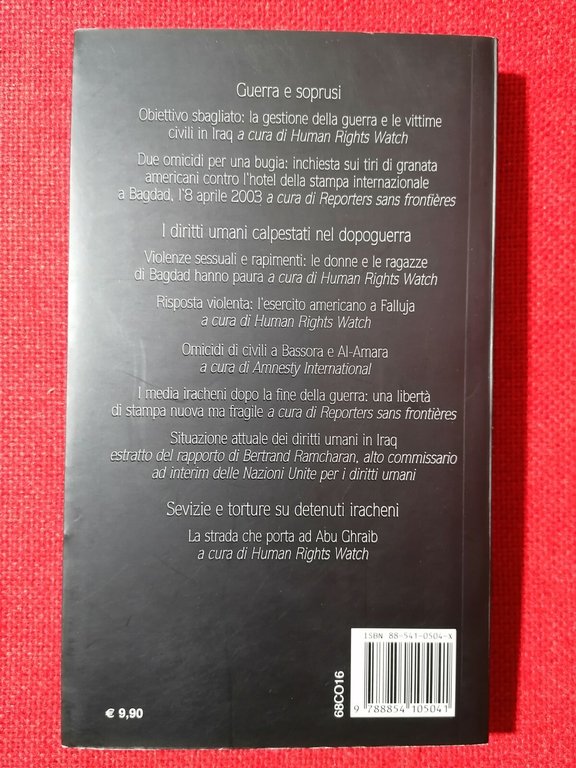 Guerra e soprusi
Obiettivo sbagliato: la gestione della guerra e le vittime
civili in Iraq a cura di Human Rights Watch
Due omicidi per una bugia: inchiesta sui tiri di granata
americani contro l'hotel della stampa internazionale
a Bagdad, l'8 aprile 2003 a cura di Reporters sans frontières
I diritti umani calpestati nel dopoguerra
Violenze sessuali e rapimenti: le donne e le ragazze
di Bagdad hanno paura a cura di Human Rights Watch
Risposta violenta: l'esercito americano a Falluja
a cura di Human Rights Watch
Omicidi di civili a Bassora e Al-Amara
a cura di Amnesty International
I media iracheni dopo la fine della guerra: una libertà
di stampa nuova ma fragile a cura di Reporters sans frontières
Situazione attuale dei diritti umani in Iraq
estratto del rapporto di Bertrand Ramcharan, alto commissario
ad interim delle Nazioni Unite per i diritti umani
Sevizie e torture su detenuti iracheni
La strada che porta ad Abu Ghraib
a cura di Human Rights Watch
ISBN 88-541-0504-X
9 788854 105041
68CO16
€ 9,90